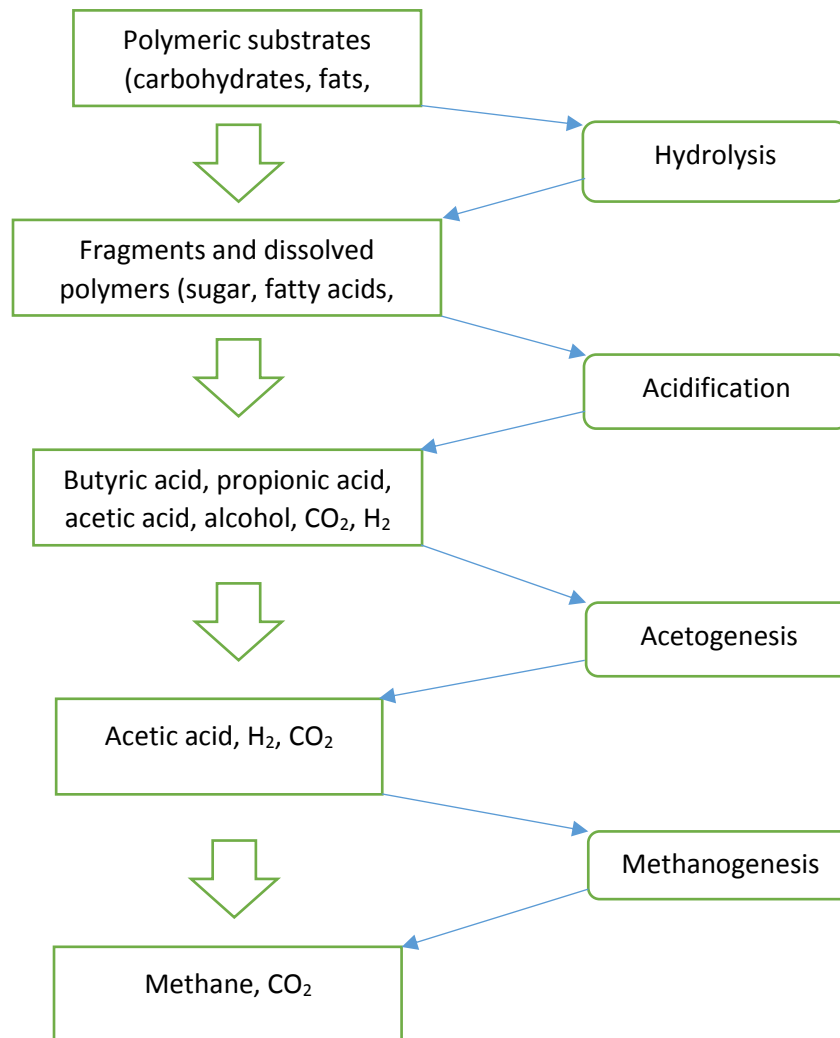 Polymeric substrates
(carbohydrates, fats,
Hydrolysis
Fragments and dissolved
polymers (sugar, fatty acids,
Acidification
Butyric acid, propionic acid,
acetic acid, alcohol, CO₂, H₂
Acetogenesis
Acetic acid, H₂, CO₂
Methanogenesis
Methane, CO₂